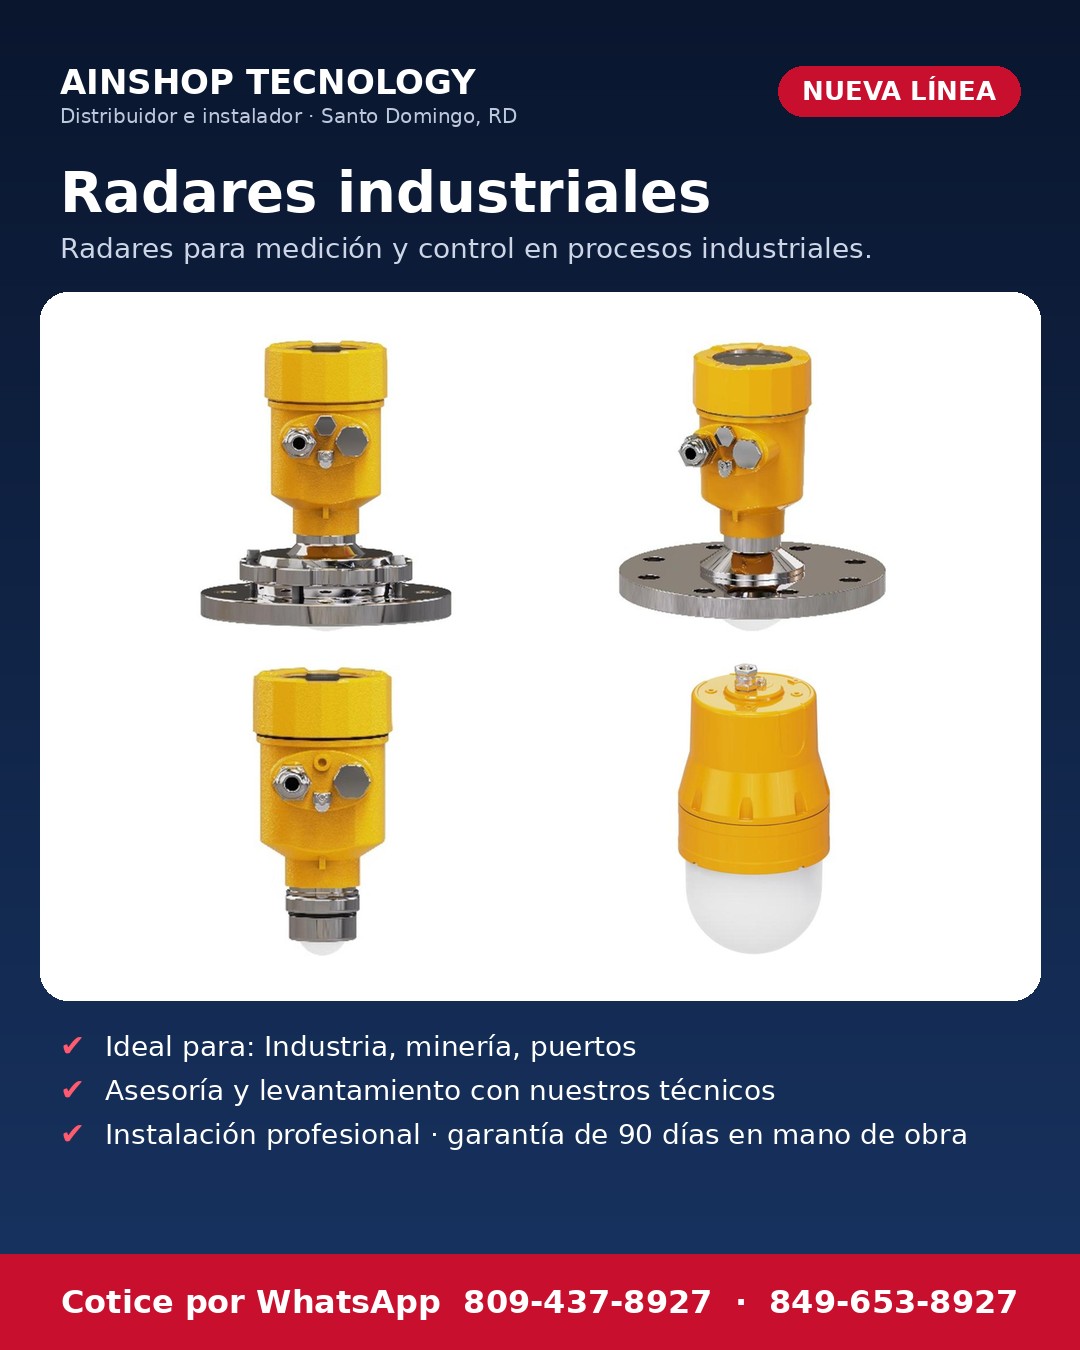 AINSHOP TECNOLOGY
Distribuidor e instalador · Santo Domingo, RD
NUEVA LÍNEA
Radares industriales
Radares para medición y control en procesos industriales.
✔ Ideal para: Industria, minería, puertos
✔ Asesoría y levantamiento con nuestros técnicos
✔ Instalación profesional · garantía de 90 días en mano de obra
Cotice por WhatsApp 809-437-8927 · 849-653-8927